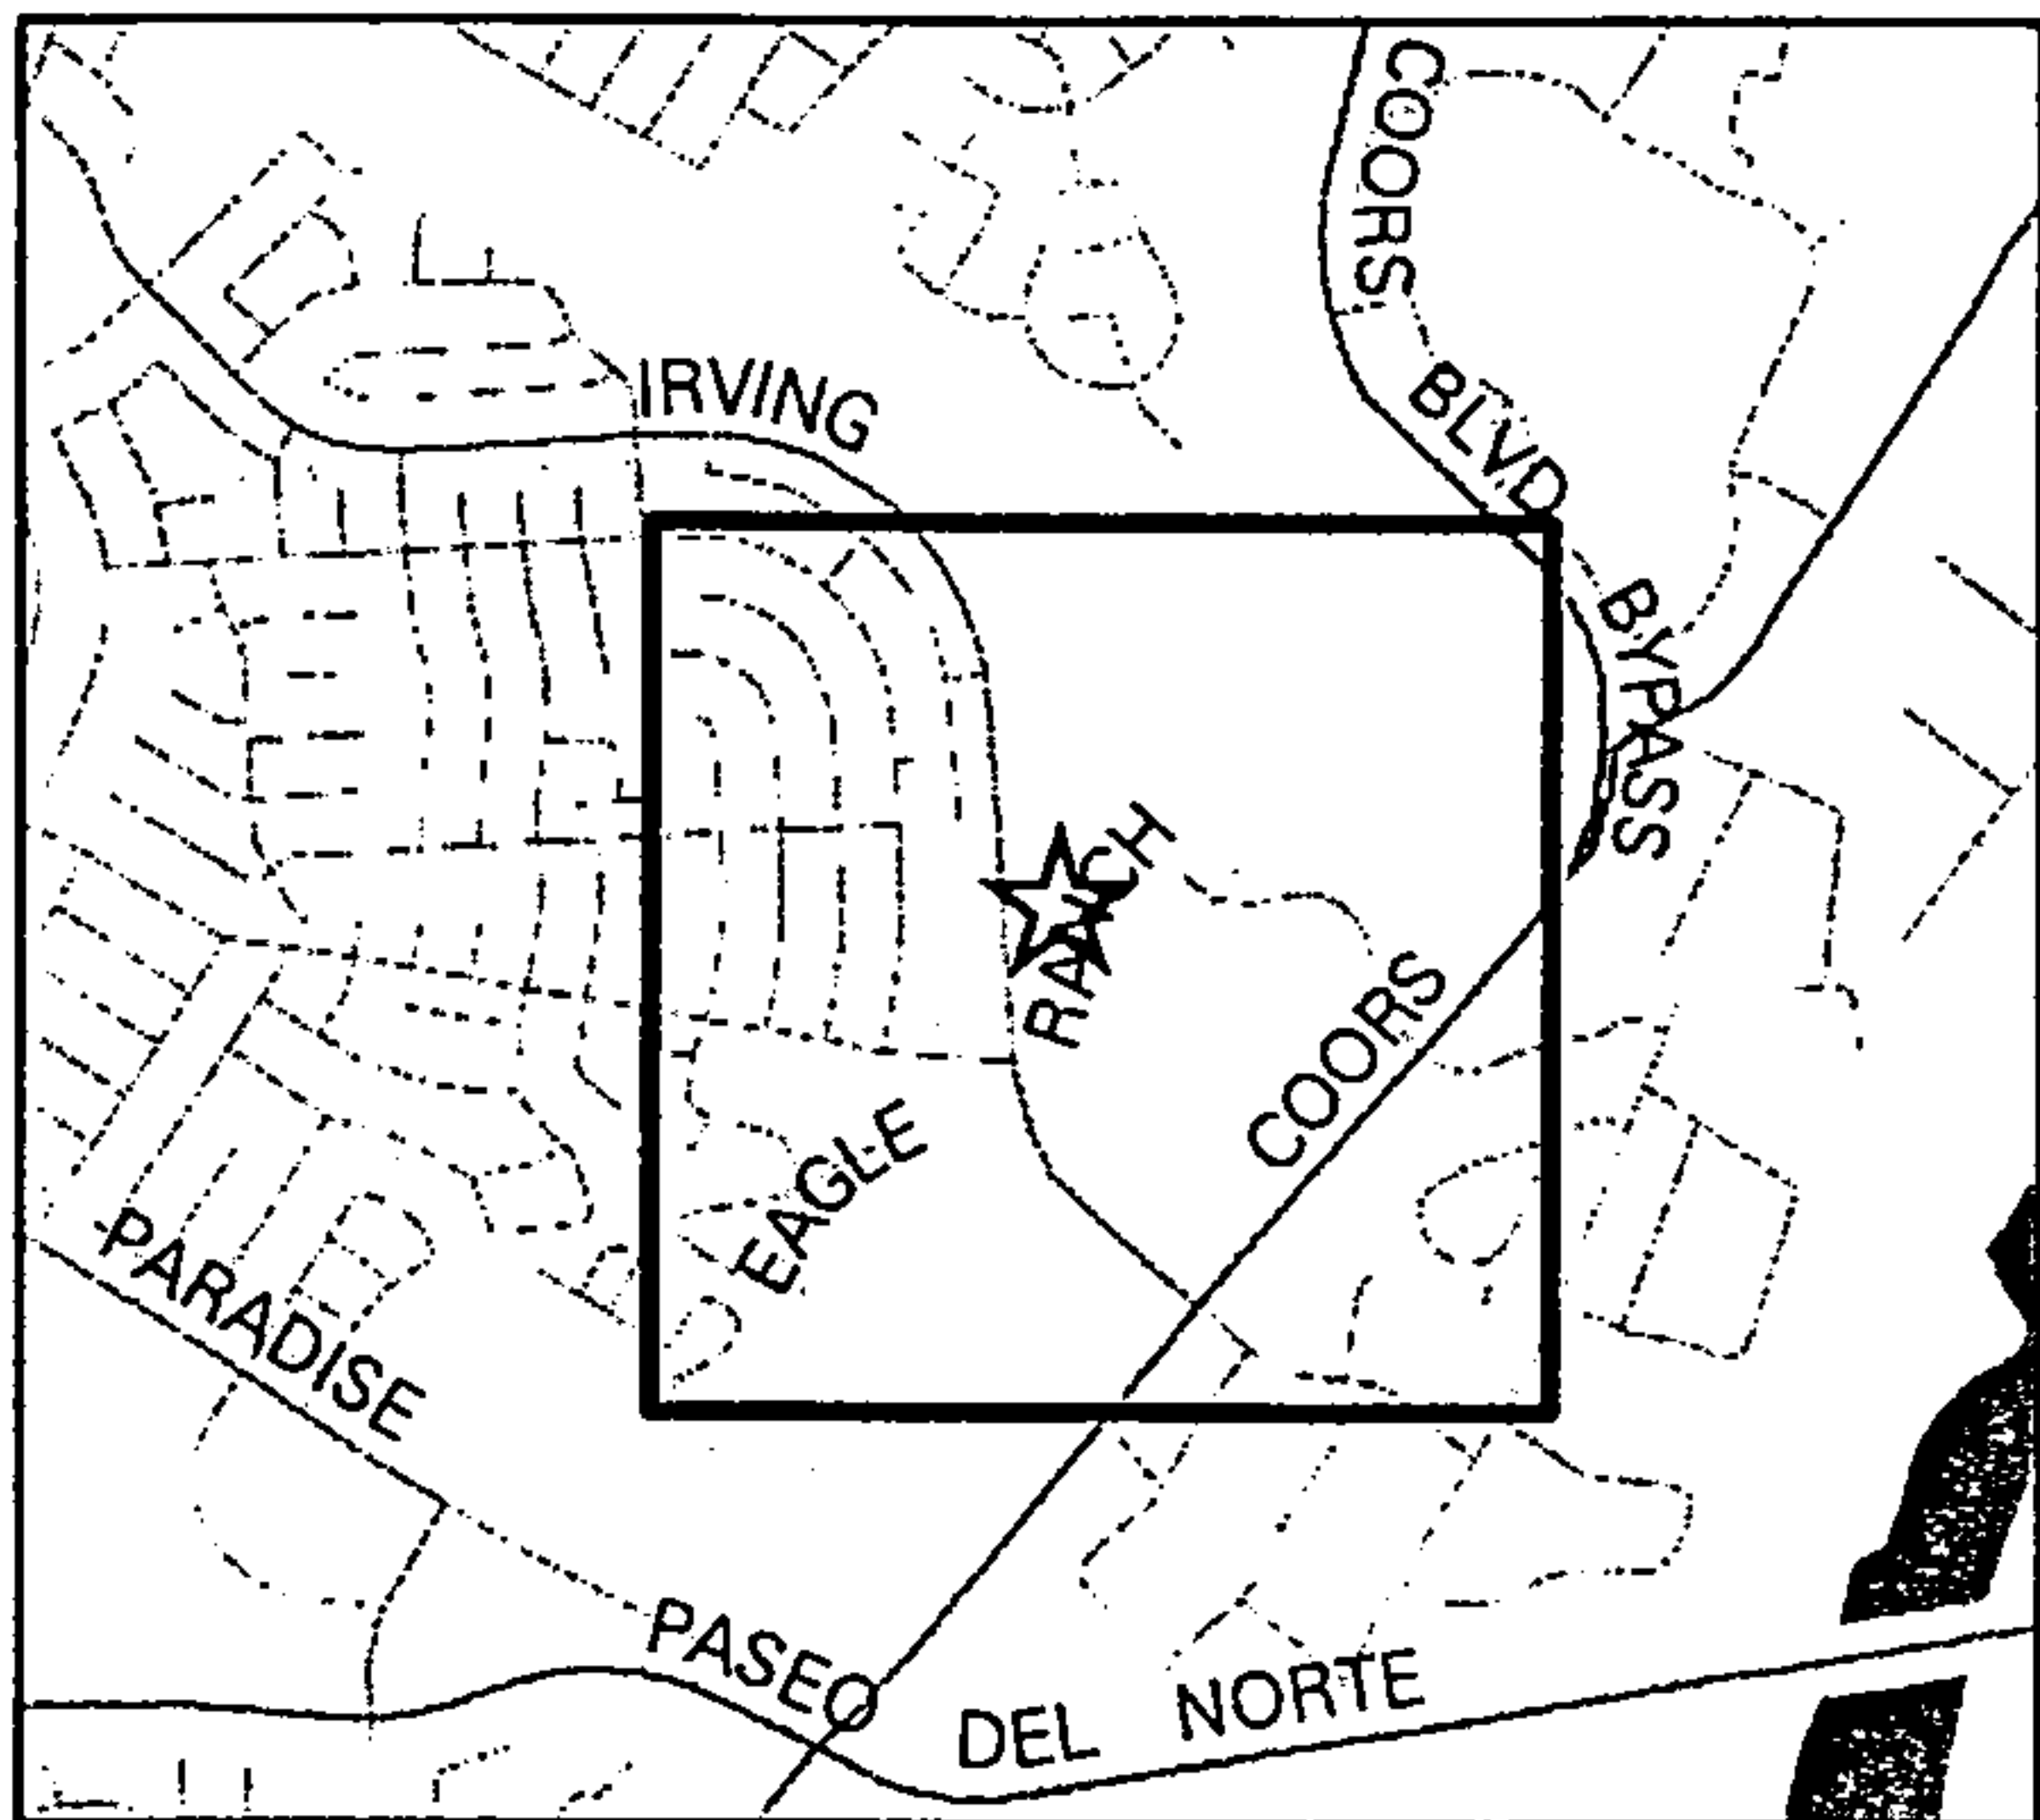 COORS BLVD BYPASS
IRVING
EAGLE RANCH
COORS
PARADISE
PASEO DEL NORTE